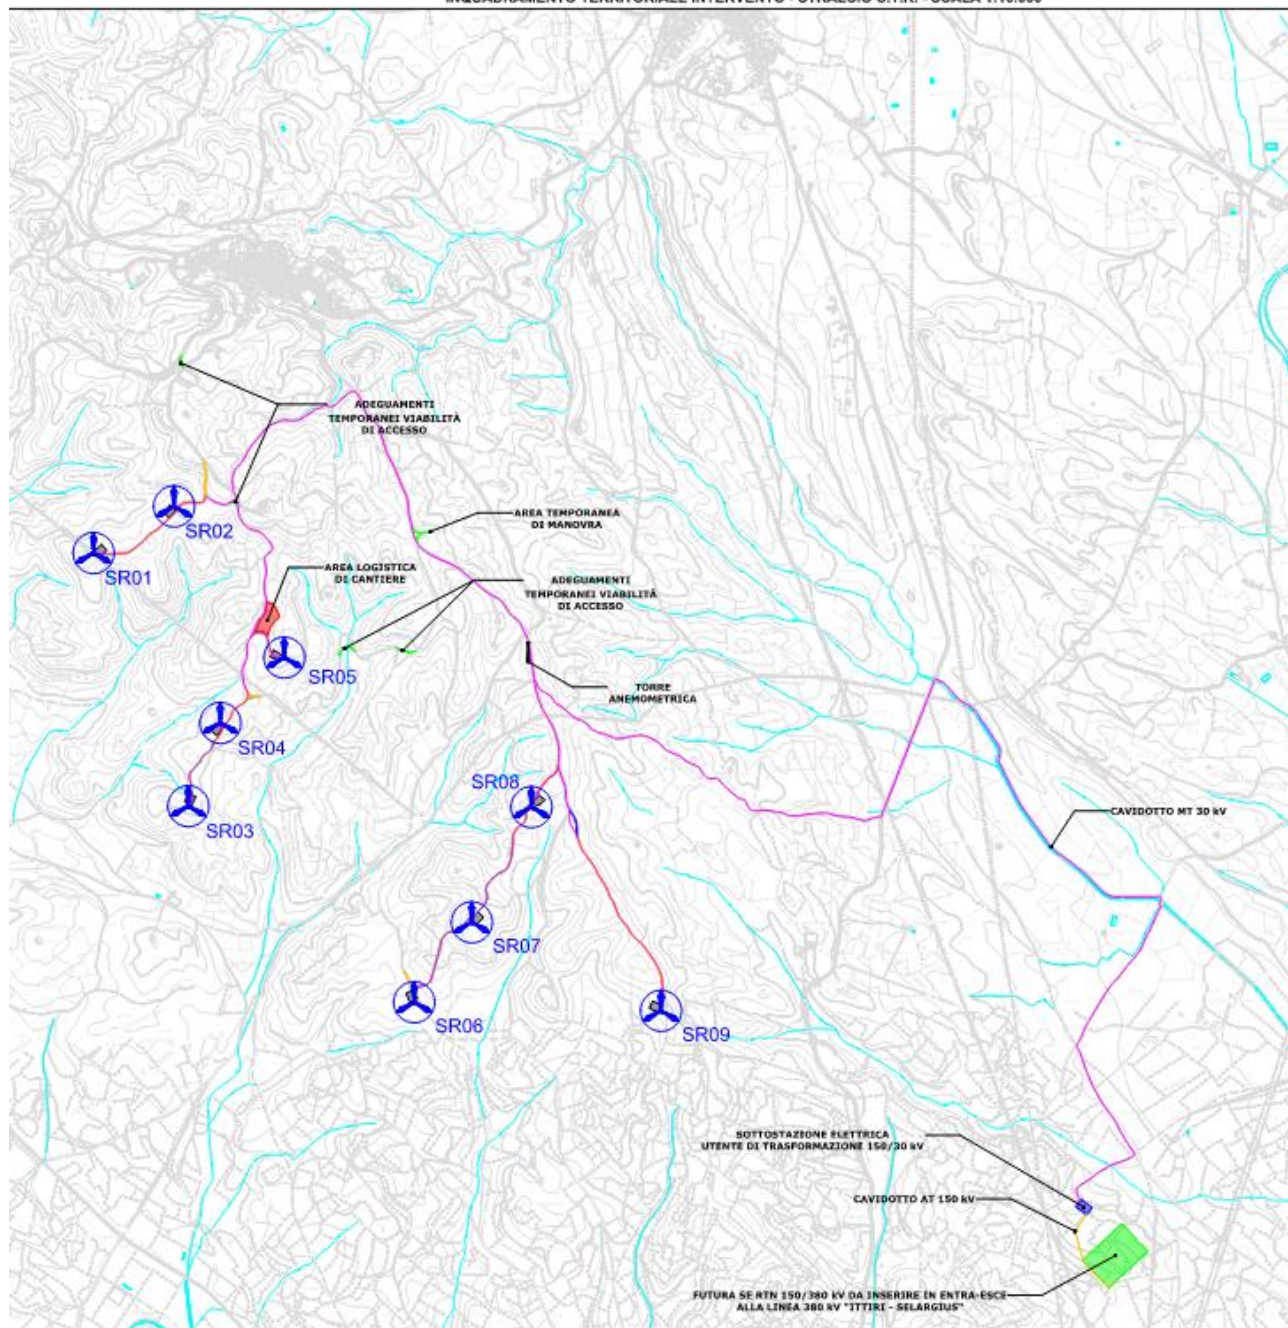 ADEGUAMENTI
TEMPORANEI VIABILITÀ
DI ACCESSO
SR02
AREA TEMPORANEA
DI MANOVRA
SR01
AREA LOGISTICA
DI CANTIERE
ADEGUAMENTI
TEMPORANEI VIABILITÀ
DI ACCESSO
SR05
TORRE
ANEMOMETRICA
SR04
SR08
SR03
CAVIDOTTO MT 30 kV
SR07
SR06
SR09
SOTTOSTAZIONE ELETTRICA
UTENTE DI TRASFORMAZIONE 150/30 kV
CAVIDOTTO AT 150 kV
FUTURA SE RTN 150/380 kV DA INSERIRE IN ENTRA-ESCE
ALLA LINEA 380 kV "ITTIRI - SELARGIUS"